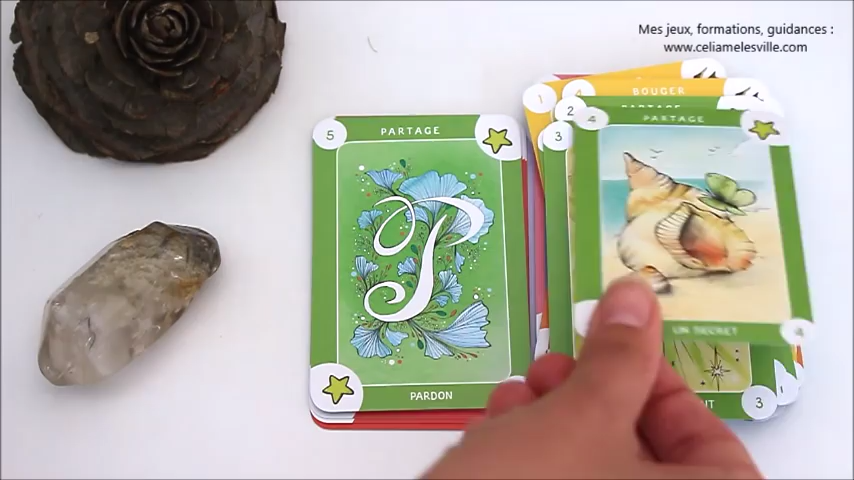 Mes jeux, formations, guidances :
www.celiamelesville.com
5
PARTAGE
P
PARDON
1
4
BOUGER
2
PARTAGE
3
4
PARTAGE
UN SECRET
4
3